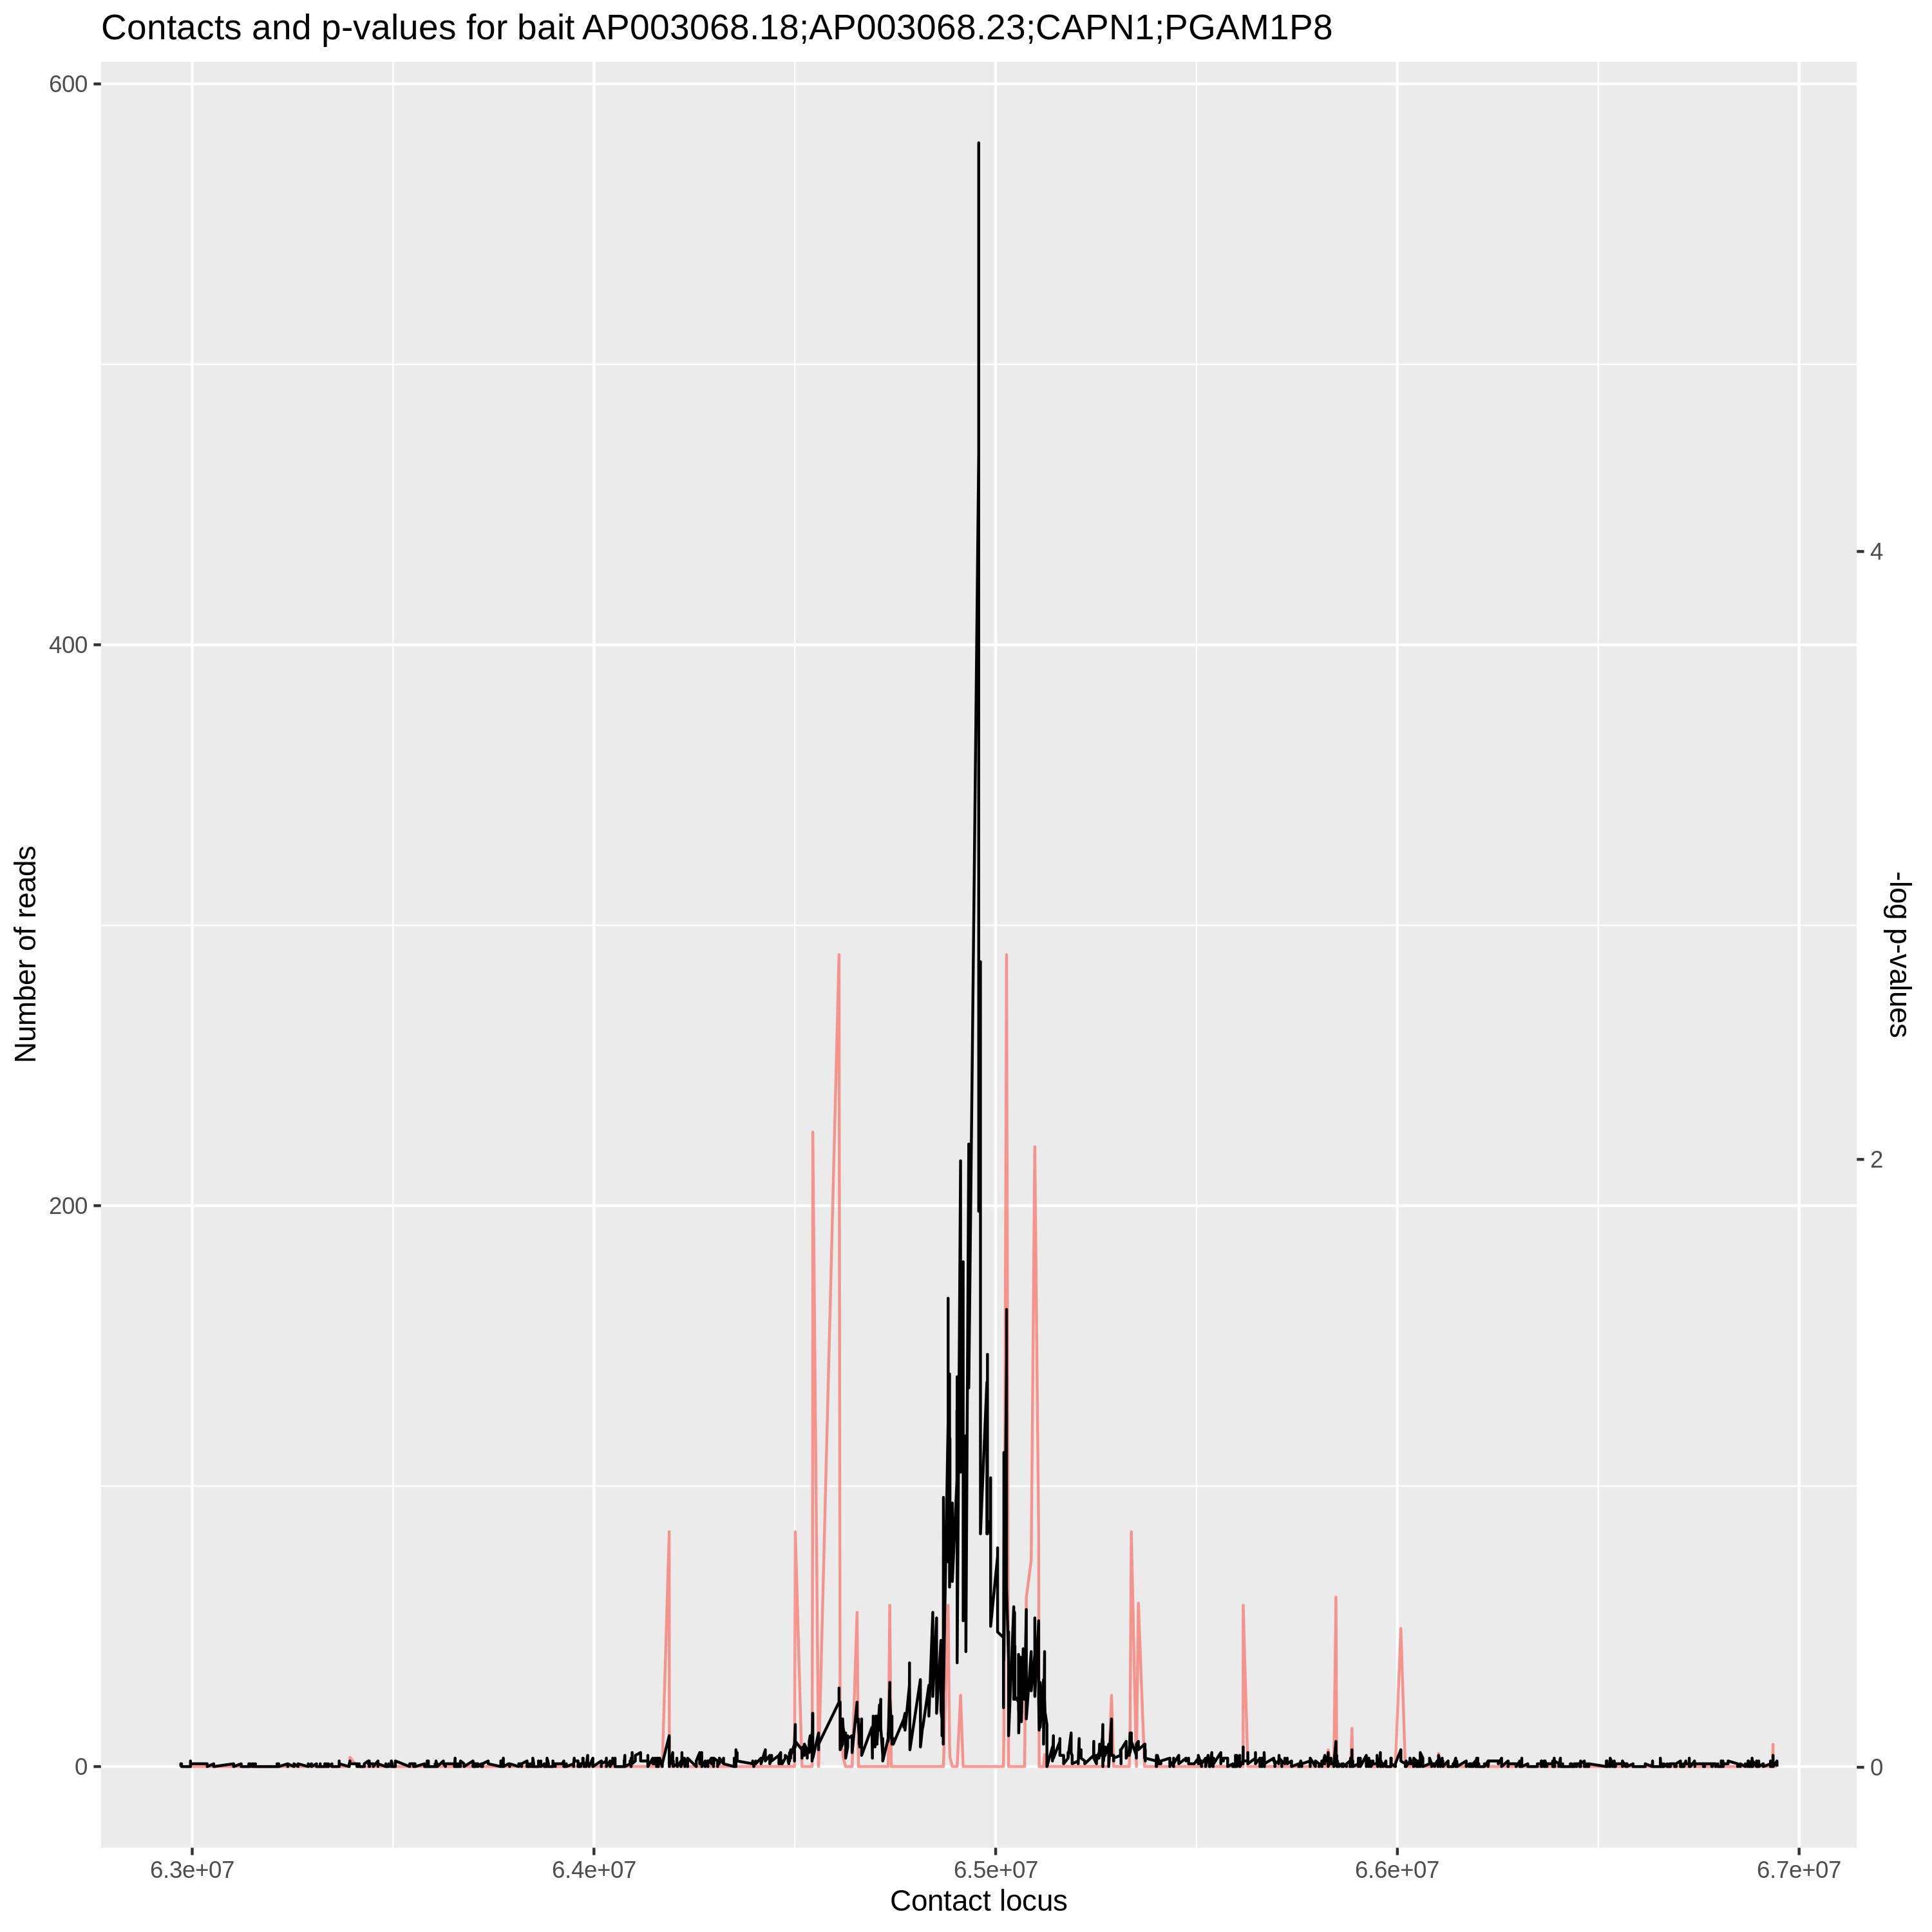 Contacts and p-values for bait AP003068.18;AP003068.23;CAPN1;PGAM1P8
600
400
200
0
Number of reads
4
2
0
-log p-values
6.3e+07
6.4e+07
6.5e+07
6.6e+07
6.7e+07
Contact locus